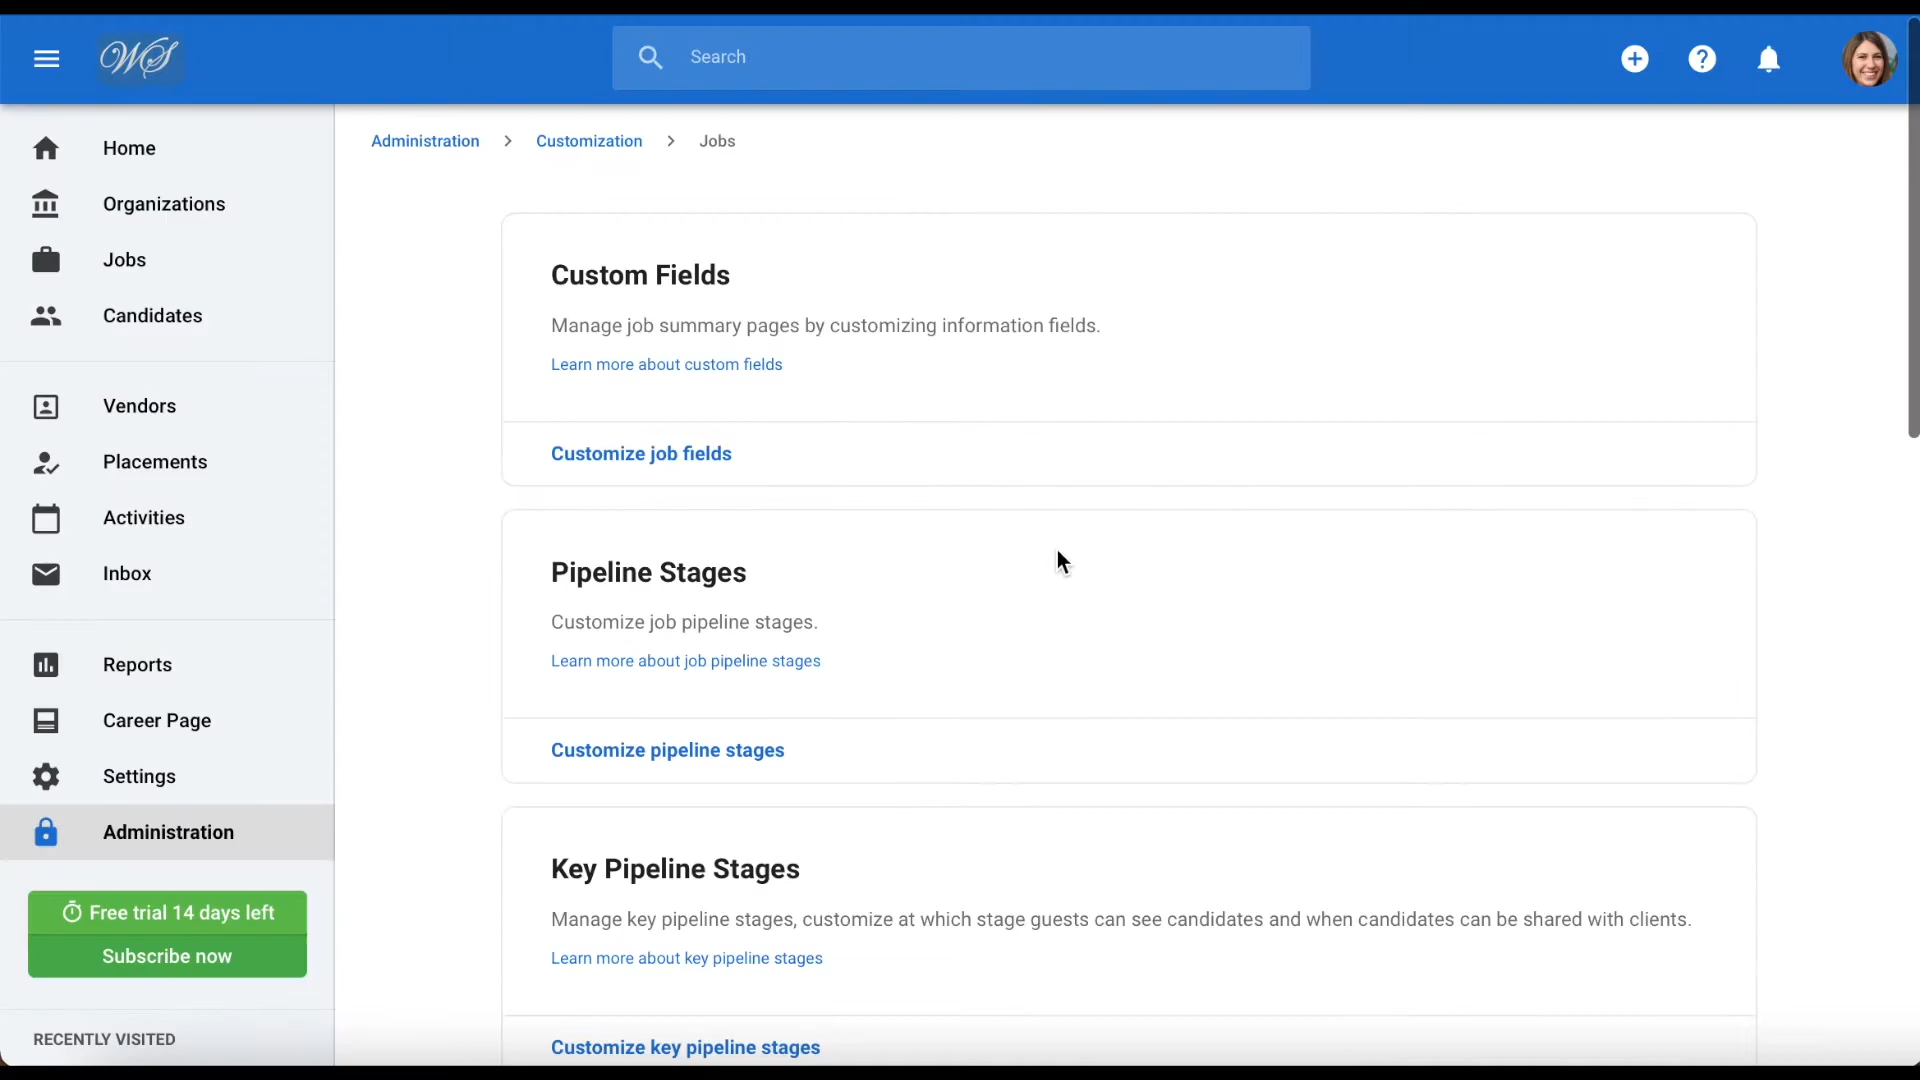 WS
Search
Home
Organizations
Jobs
Candidates
Vendors
Placements
Activities
Inbox
Reports
Career Page
Settings
Administration
Free trial 14 days left
Subscribe now
RECENTLY VISITED
Administration > Customization > Jobs
Custom Fields
Manage job summary pages by customizing information fields.
Learn more about custom fields
Customize job fields
Pipeline Stages
Customize job pipeline stages.
Learn more about job pipeline stages
Customize pipeline stages
Key Pipeline Stages
Manage key pipeline stages, customize at which stage guests can see candidates and when candidates can be shared with clients.
Learn more about key pipeline stages
Customize key pipeline stages